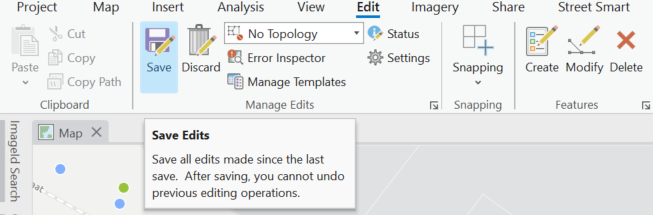 Project Map Insert Analysis View Edit Imagery Share Street Smart
Cut
Copy
Copy Path
Paste
Clipboard
Save
Discard
No Topology
Error Inspector
Manage Templates
Status
Settings
Manage Edits
Snapping
Snapping
Create Modify Delete
Features
ImageId Search
Map
Save Edits
Save all edits made since the last
save. After saving, you cannot undo
previous editing operations.